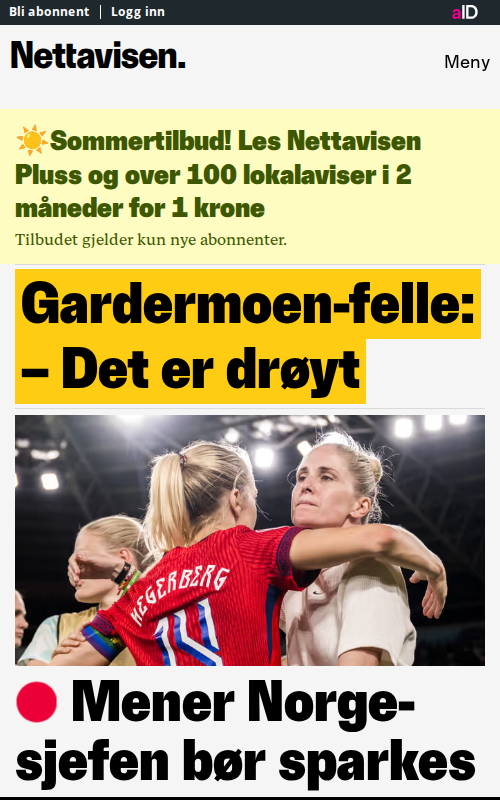 Bli abonnent | Logg inn
aID
Nettavisen.
Meny
☀️Sommertilbud! Les Nettavisen
Pluss og over 100 lokalaviser i 2
måneder for 1 krone
Tilbudet gjelder kun nye abonnenter.
Gardermoen-felle:
– Det er drøyt
HEGERBERG
14
Mener Norge-
sjefen bør sparkes